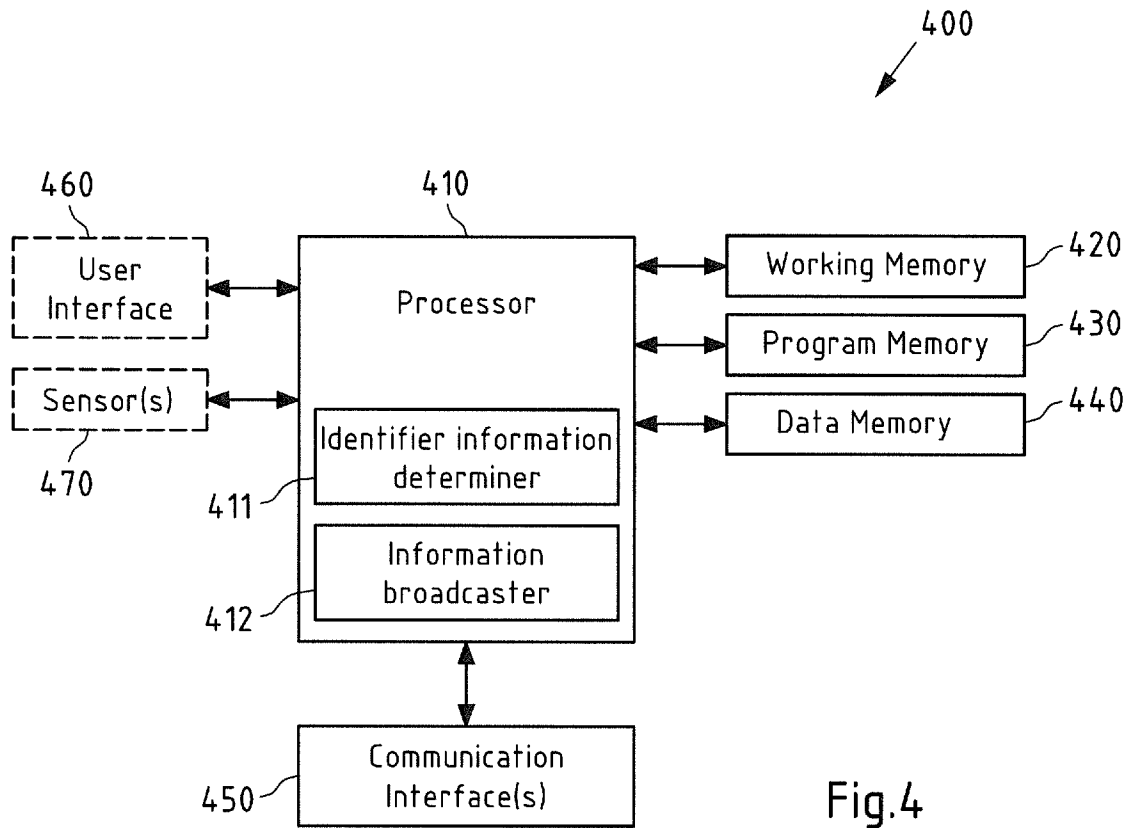 400
460
410
User
Interface
Processor
Working Memory
420
Program Memory
430
Sensor(s)
470
Data Memory
440
Identifier information
determiner
411
Information
broadcaster
412
Communication
Interface(s)
450
Fig.4